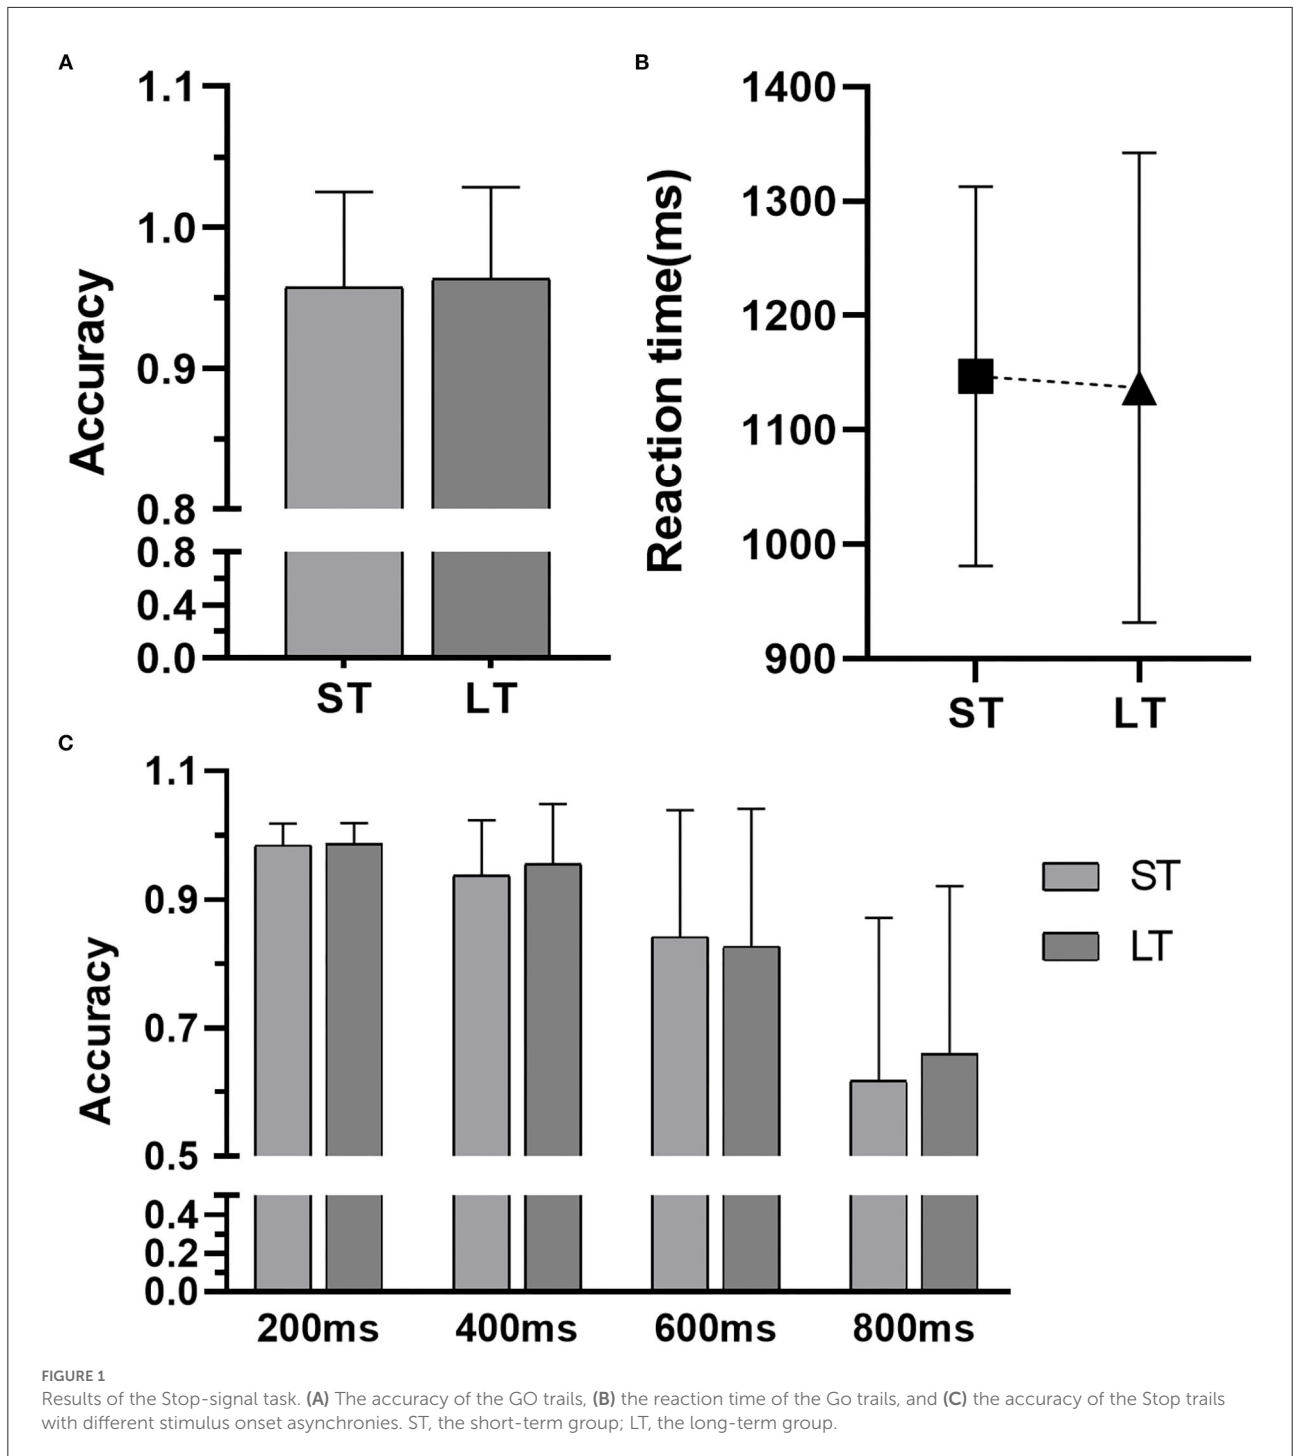 A
1.1
1.0
0.9
0.8
0.8
0.4
0.0
Accuracy
ST
LT
B
1400
1300
1200
1100
1000
900
Reaction time(ms)
ST
LT
C
1.1
0.9
0.7
0.5
0.4
0.2
0.0
Accuracy
200ms
400ms
600ms
800ms
ST
LT
FIGURE 1
Results of the Stop-signal task. (A) The accuracy of the GO trails, (B) the reaction time of the Go trails, and (C) the accuracy of the Stop trails
with different stimulus onset asynchronies. ST, the short-term group; LT, the long-term group.